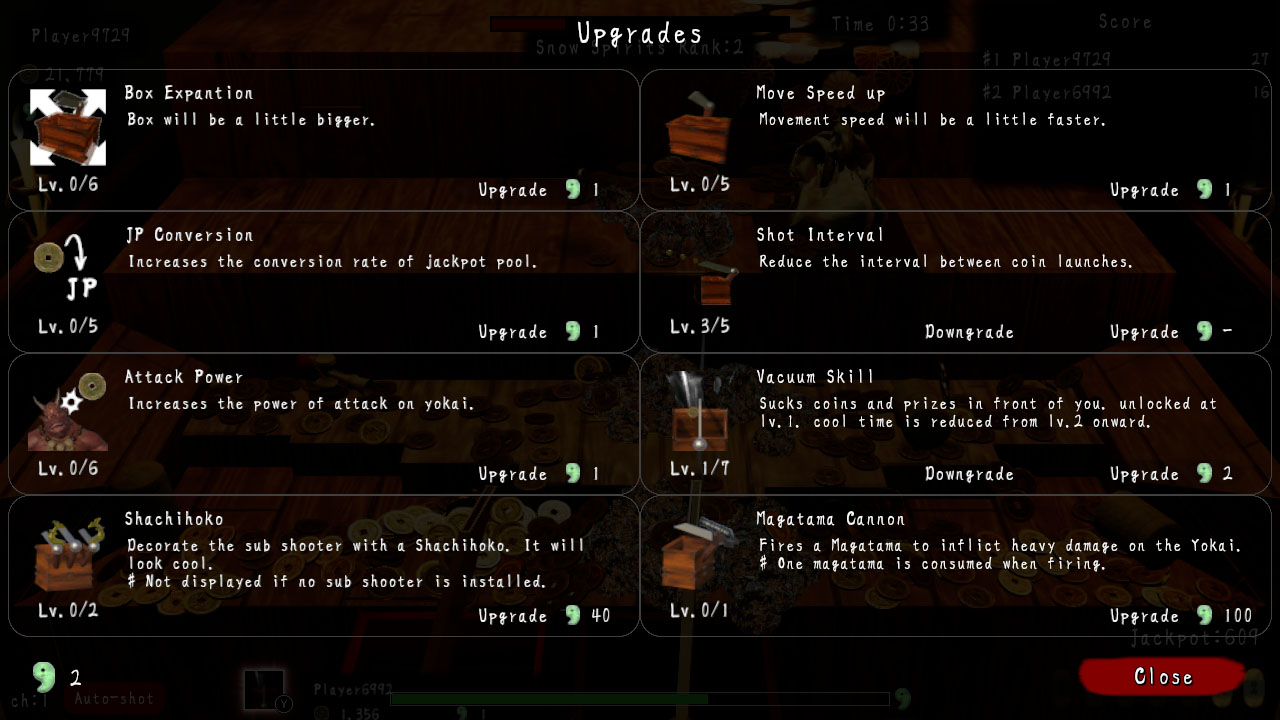 Upgrades
Player9729
Time 0:33
Score
Snow Spirits Rank:2
21,779
#1 Player9729 27
#2 Player6992 16
Box Expantion
Box will be a little bigger.
Lv. 0/6
Upgrade 1
Move Speed up
Movement speed will be a little faster.
Lv. 0/5
Upgrade 1
JP Conversion
Increases the conversion rate of jackpot pool.
JP
Lv. 0/5
Upgrade 1
Shot Interval
Reduce the interval between coin launches.
Lv. 3/5
Downgrade
Upgrade -
Attack Power
Increases the power of attack on yokai.
Lv. 0/6
Upgrade 1
Vacuum Skill
Sucks coins and prizes in front of you. unlocked at
lv.1. cool time is reduced from lv.2 onward.
Lv. 1/7
Downgrade
Upgrade 2
Shachihoko
Decorate the sub shooter with a Shachihoko. It will
look cool.
# Not displayed if no sub shooter is installed.
Lv. 0/2
Upgrade 40
Magatama Cannon
Fires a Magatama to inflict heavy damage on the Yokai.
# One magatama is consumed when firing.
Lv. 0/1
Upgrade 100
Jackpot:609
2
Close
ch:1
Auto-shot
Y
Player6992
1,356
1